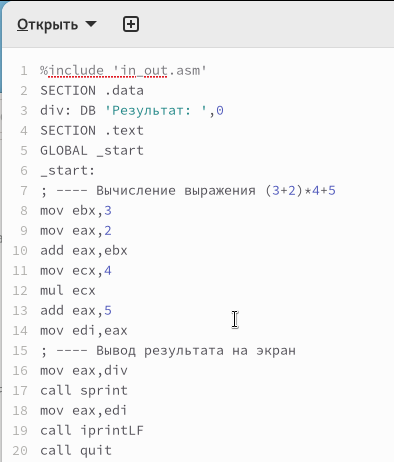 Открыть
1 %include 'in_out.asm'
2 SECTION .data
3 div: DB 'Результат: ',0
4 SECTION .text
5 GLOBAL _start
6 _start:
7 ; ---- Вычисление выражения (3+2)*4+5
8 mov ebx,3
9 mov eax,2
10 add eax,ebx
11 mov ecx,4
12 mul ecx
13 add eax,5
14 mov edi,eax
15 ; ---- Вывод результата на экран
16 mov eax,div
17 call sprint
18 mov eax,edi
19 call iprintLF
20 call quit